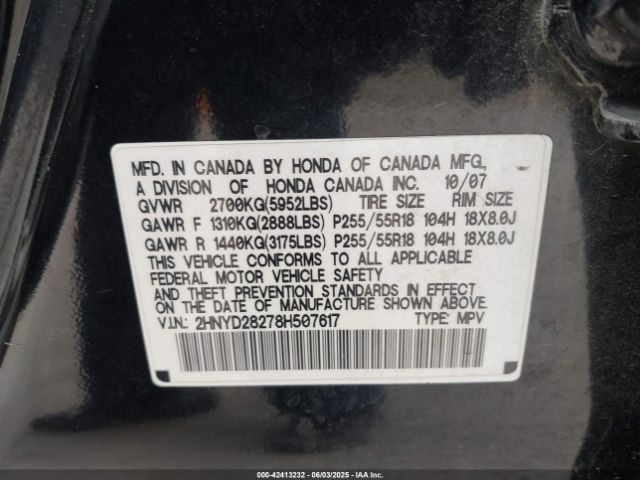 MFD. IN CANADA BY HONDA OF CANADA MFG.,
A DIVISION OF HONDA CANADA INC. 10/07
GVWR 2700KG(5952LBS) TIRE SIZE RIM SIZE
GAWR F 1310KG(2888LBS) P255/55R18 104H 18X8.0J
GAWR R 1440KG(3175LBS) P255/55R18 104H 18X8.0J
THIS VEHICLE CONFORMS TO ALL APPLICABLE
FEDERAL MOTOR VEHICLE SAFETY
AND THEFT PREVENTION STANDARDS IN EFFECT
ON THE DATE OF MANUFACTURE SHOWN ABOVE.
V.I.N.: 2HNYD28278H507617 TYPE: MPV
000-42413232 - 06/03/2025 - IAAI.COM